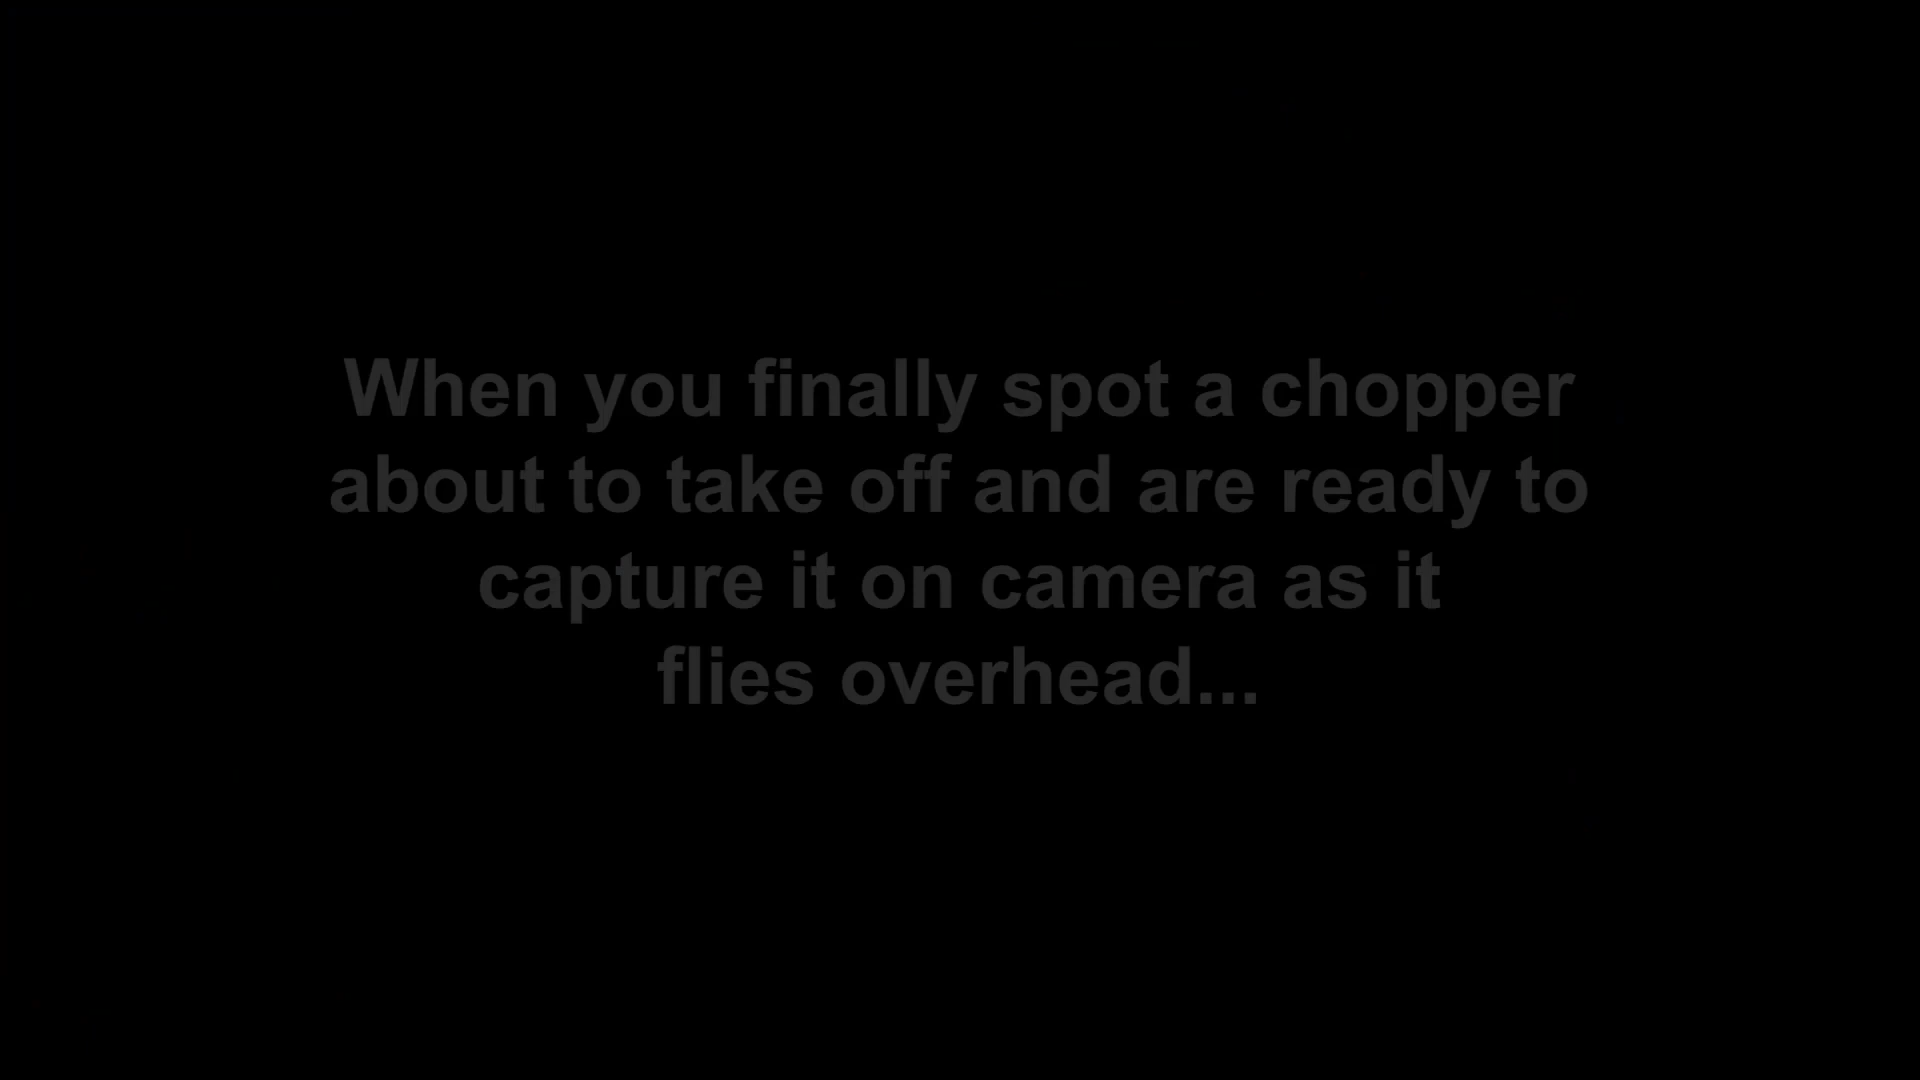 When you finally spot a chopper
about to take off and are ready to
capture it on camera as it
flies overhead...